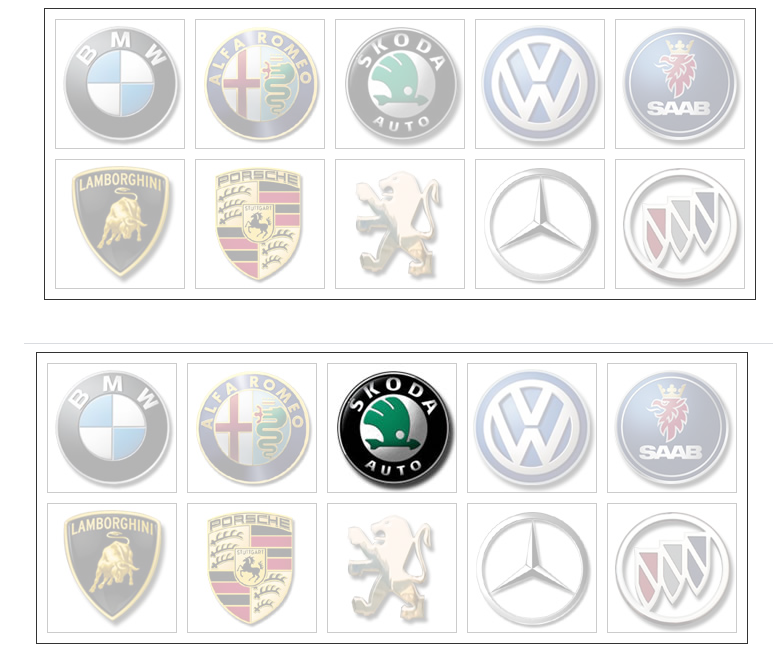 BMW
ALFA ROMEO
SKODA
AUTO
SAAB
LAMBORGHINI
PORSCHE
STUTTGART
BMW
ALFA ROMEO
SKODA
AUTO
SAAB
LAMBORGHINI
PORSCHE
STUTTGART